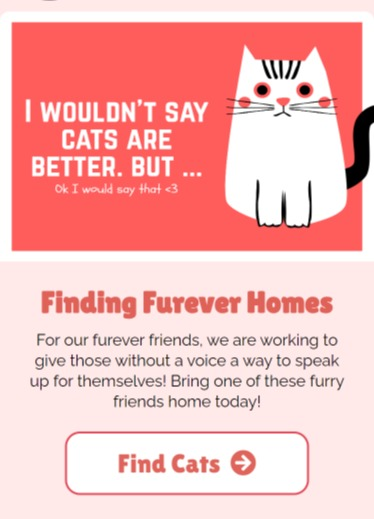 I WOULDN'T SAY
CATS ARE
BETTER. BUT ...
Ok I would say that <3
Finding Furever Homes
For our furever friends, we are working to
give those without a voice a way to speak
up for themselves! Bring one of these furry
friends home today!
Find Cats